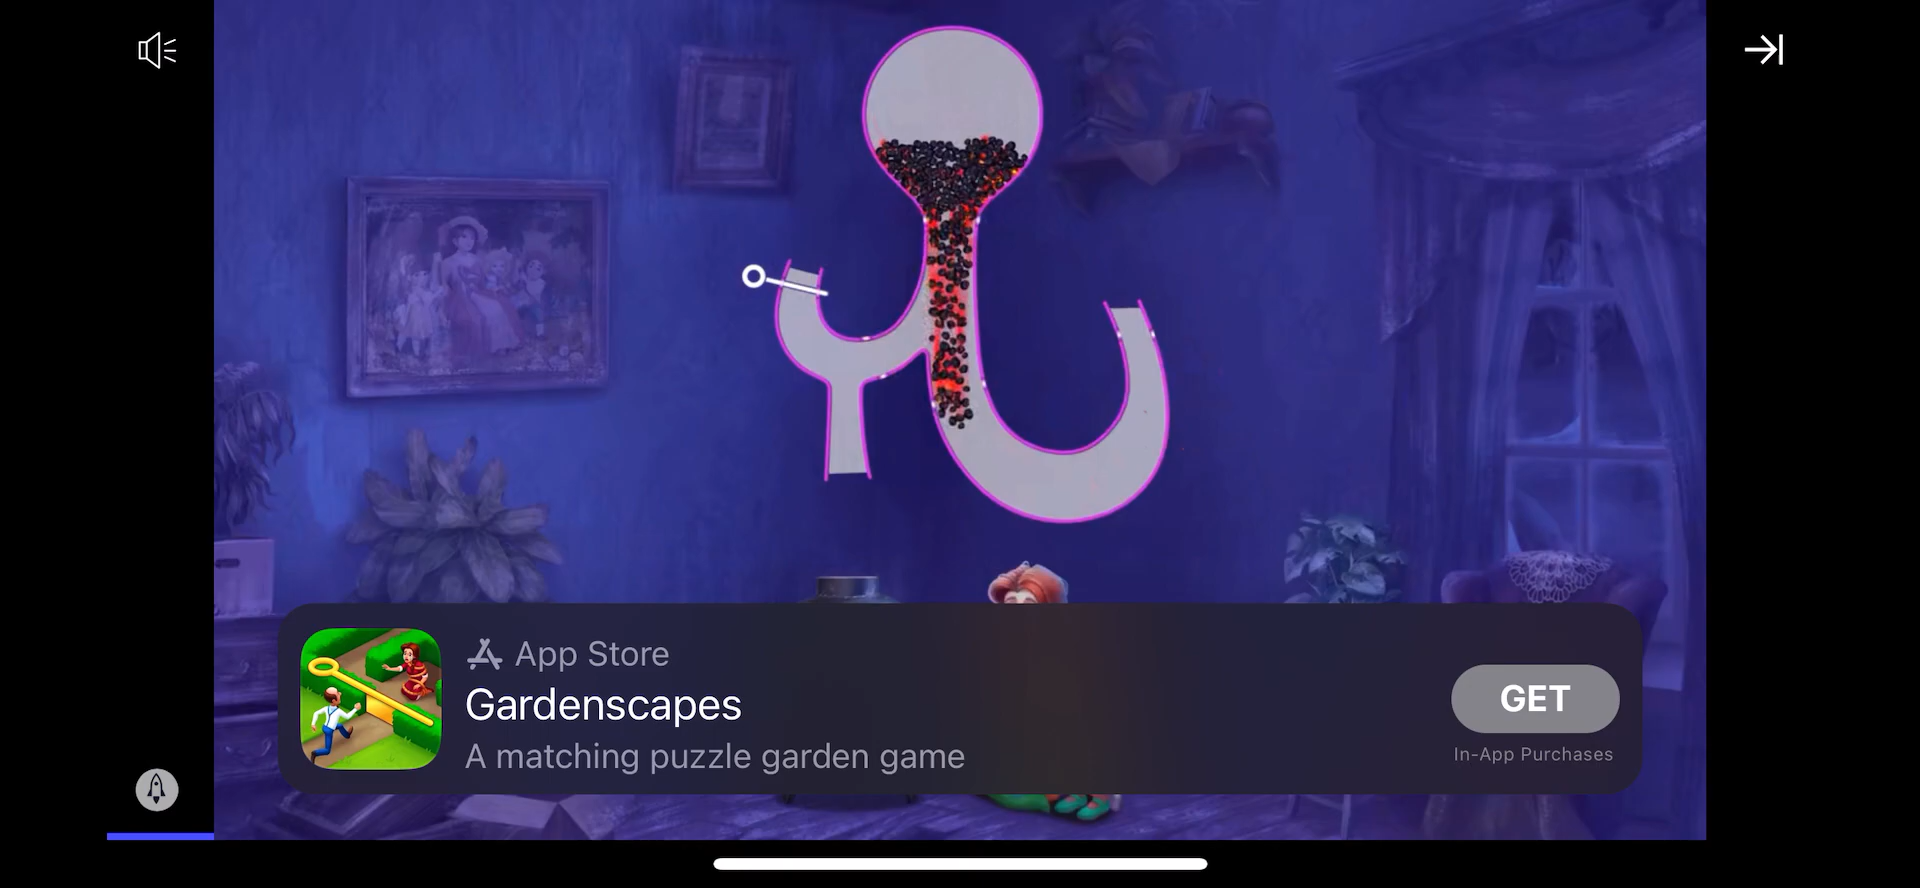 App Store
Gardenscapes
A matching puzzle garden game
GET
In-App Purchases